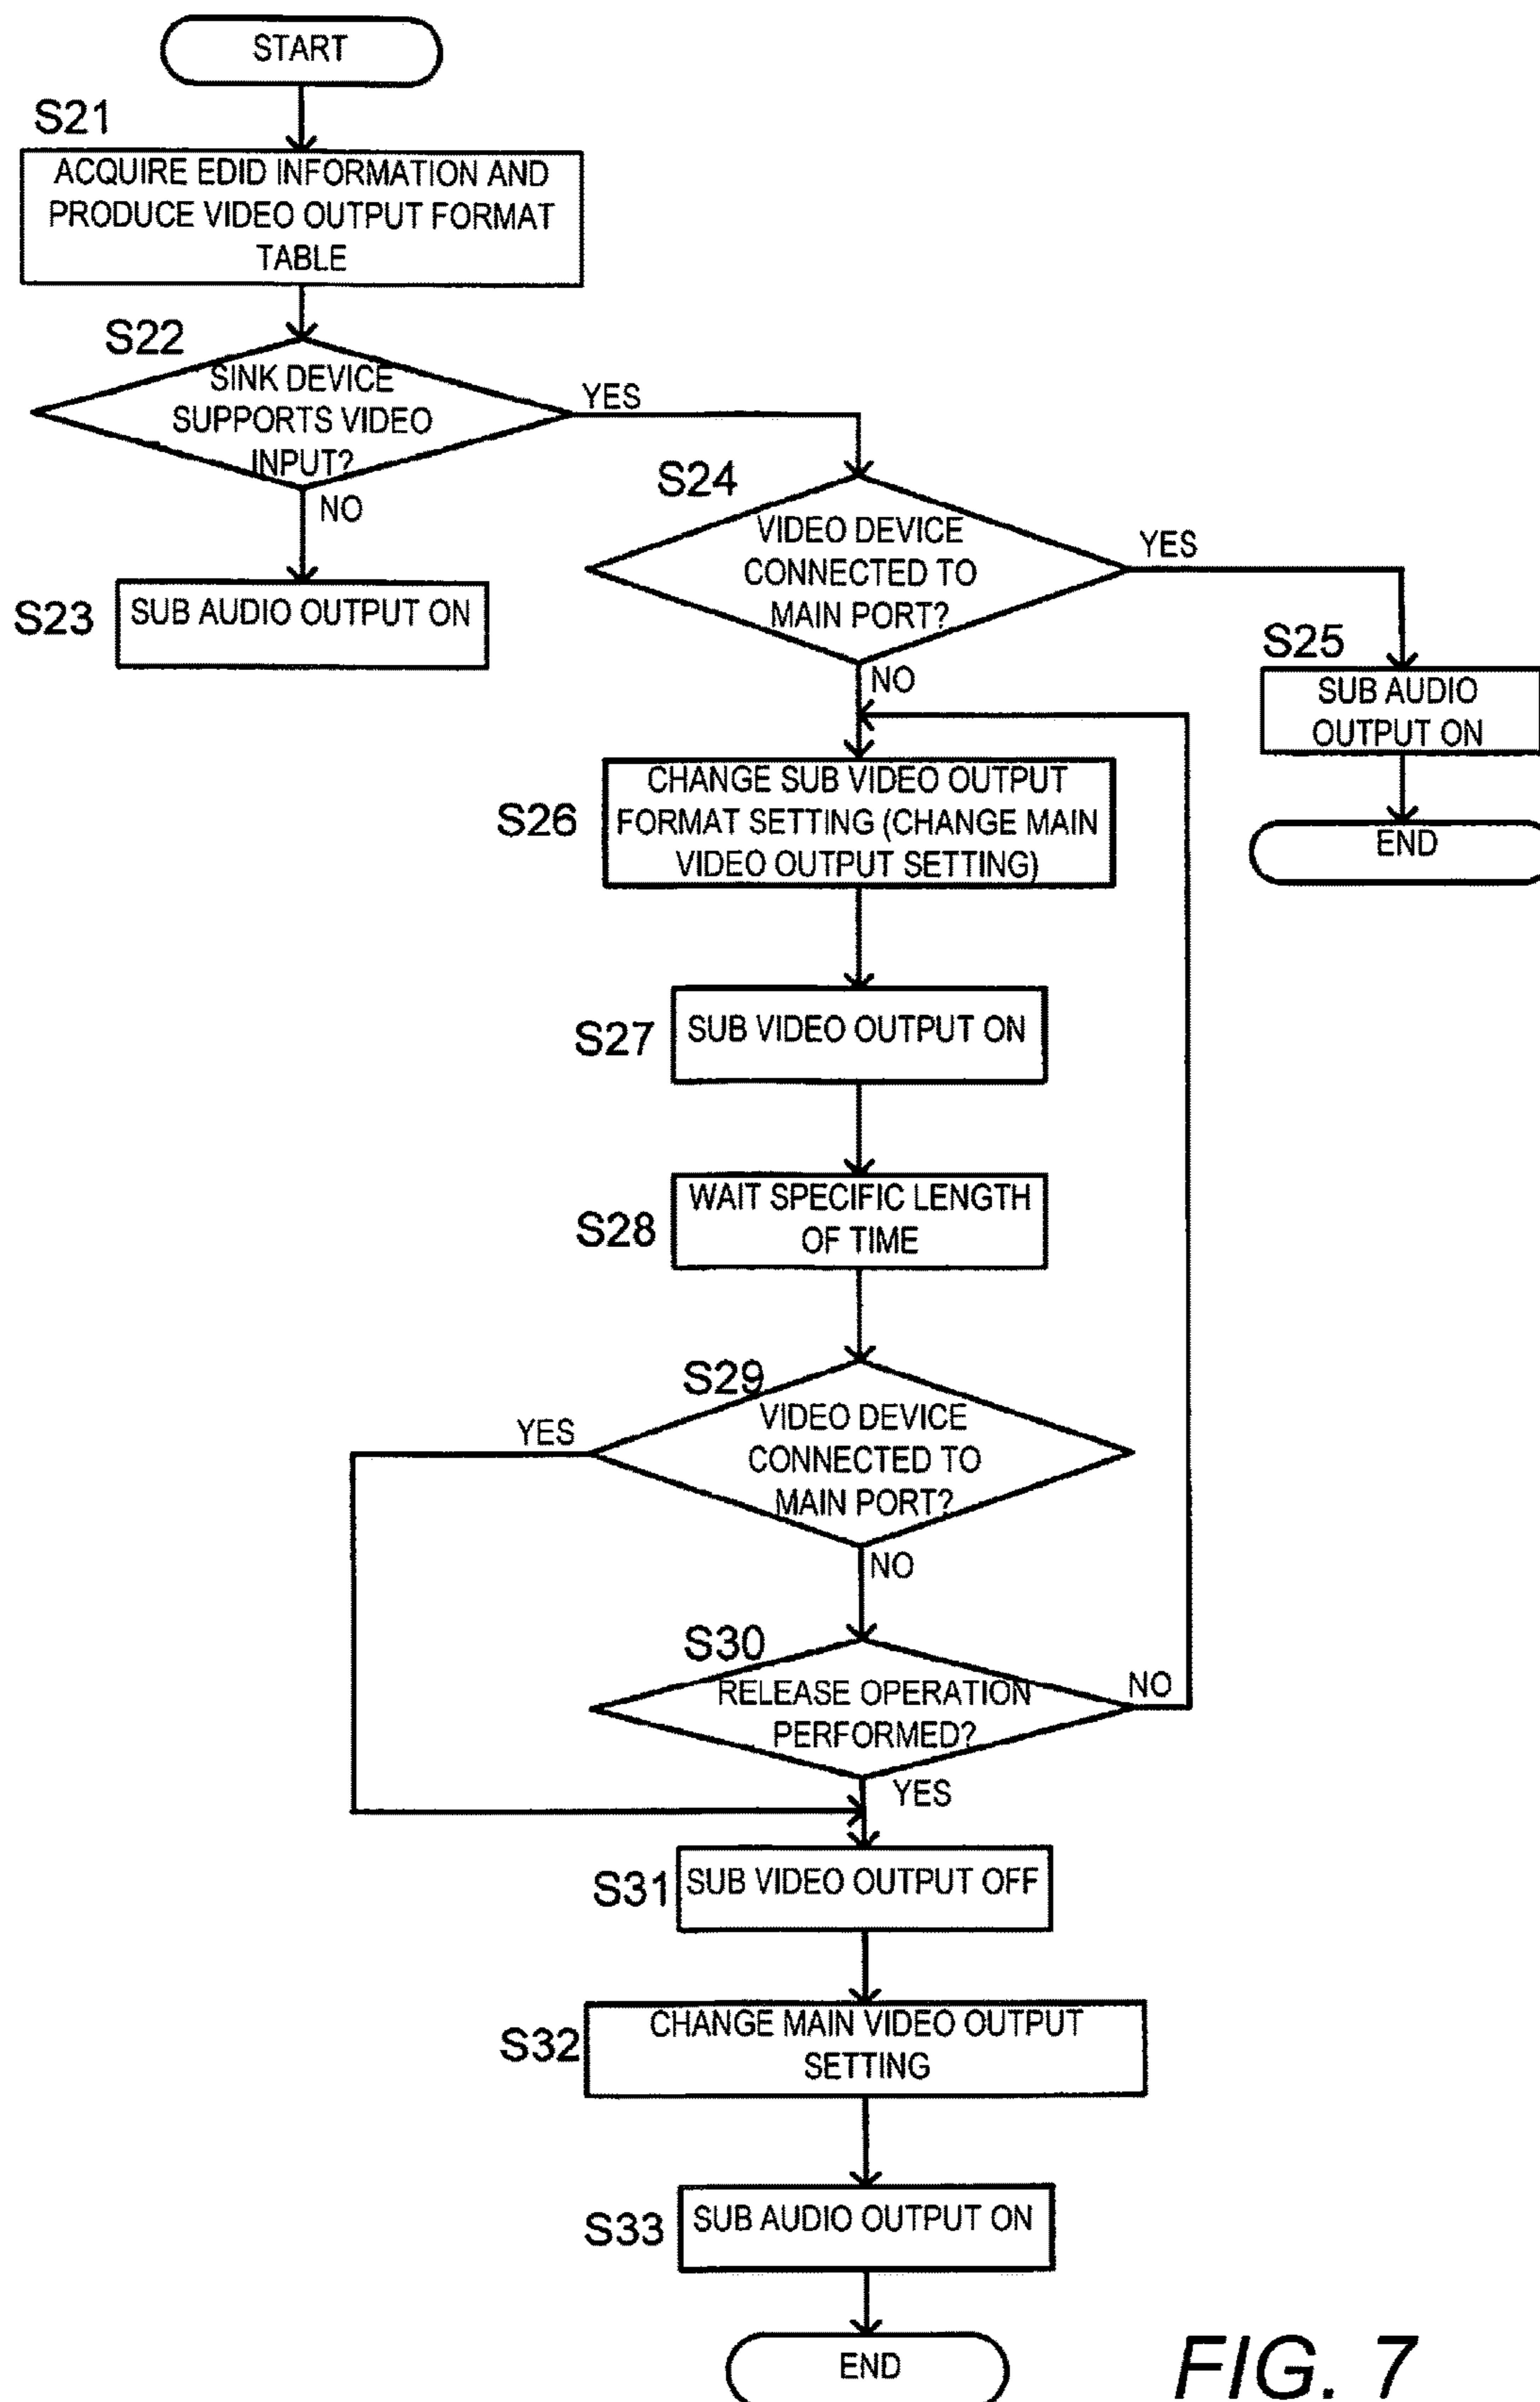 START
S21
ACQUIRE EDID INFORMATION AND
PRODUCE VIDEO OUTPUT FORMAT
TABLE
S22
SINK DEVICE
SUPPORTS VIDEO
INPUT?
YES
NO
S23
SUB AUDIO OUTPUT ON
S24
VIDEO DEVICE
CONNECTED TO
MAIN PORT?
YES
NO
S25
SUB AUDIO
OUTPUT ON
END
S26
CHANGE SUB VIDEO OUTPUT
FORMAT SETTING (CHANGE MAIN
VIDEO OUTPUT SETTING)
S27
SUB VIDEO OUTPUT ON
S28
WAIT SPECIFIC LENGTH
OF TIME
S29
VIDEO DEVICE
CONNECTED TO
MAIN PORT?
YES
NO
S30
RELEASE OPERATION
PERFORMED?
NO
YES
S31
SUB VIDEO OUTPUT OFF
S32
CHANGE MAIN VIDEO OUTPUT
SETTING
S33
SUB AUDIO OUTPUT ON
END
FIG. 7